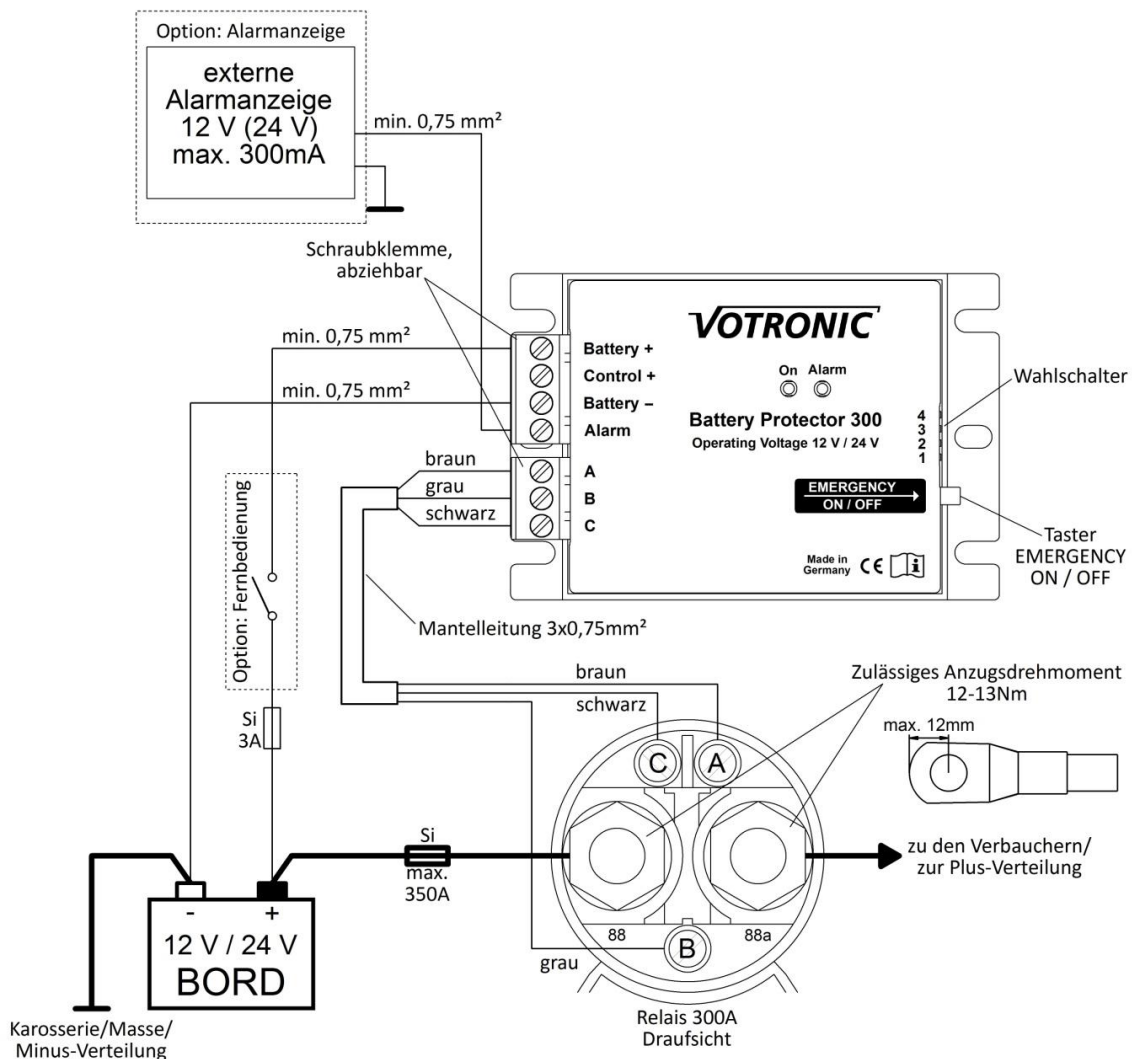 Option: Alarmanzeige
externe
Alarmanzeige
12 V (24 V)
max. 300mA
min. 0,75 mm²
Schraubklemme,
abziehbar
min. 0,75 mm²
min. 0,75 mm²
VOTRONIC
Battery +
Control +
Battery –
Alarm
On Alarm
Battery Protector 300
Operating Voltage 12 V / 24 V
4
3
2
1
Wahlschalter
braun
grau
schwarz
A
B
C
EMERGENCY
ON / OFF
Made in
Germany
CE
i
Taster
EMERGENCY
ON / OFF
Option: Fernbedienung
Mantelleitung 3x0,75mm²
Si
3A
braun
schwarz
Zulässiges Anzugsdrehmoment
12-13Nm
max. 12mm
C
A
Si
max.
350A
zu den Verbauchern/
zur Plus-Verteilung
- +
12 V / 24 V
BORD
88
88a
B
grau
Relais 300A
Draufsicht
Karosserie/Masse/
Minus-Verteilung